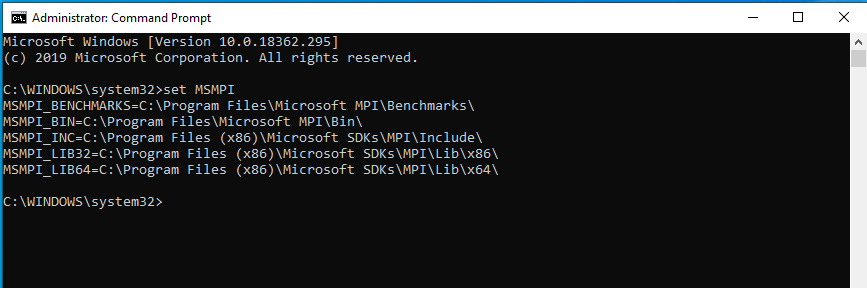 Administrator: Command Prompt
Microsoft Windows [Version 10.0.18362.295]
(c) 2019 Microsoft Corporation. All rights reserved.
C:\WINDOWS\system32>set MSMPI
MSMPI_BENCHMARKS=C:\Program Files\Microsoft MPI\Benchmarks\
MSMPI_BIN=C:\Program Files\Microsoft MPI\Bin\
MSMPI_INC=C:\Program Files (x86)\Microsoft SDKs\MPI\Include\
MSMPI_LIB32=C:\Program Files (x86)\Microsoft SDKs\MPI\Lib\x86\
MSMPI_LIB64=C:\Program Files (x86)\Microsoft SDKs\MPI\Lib\x64\
C:\WINDOWS\system32>